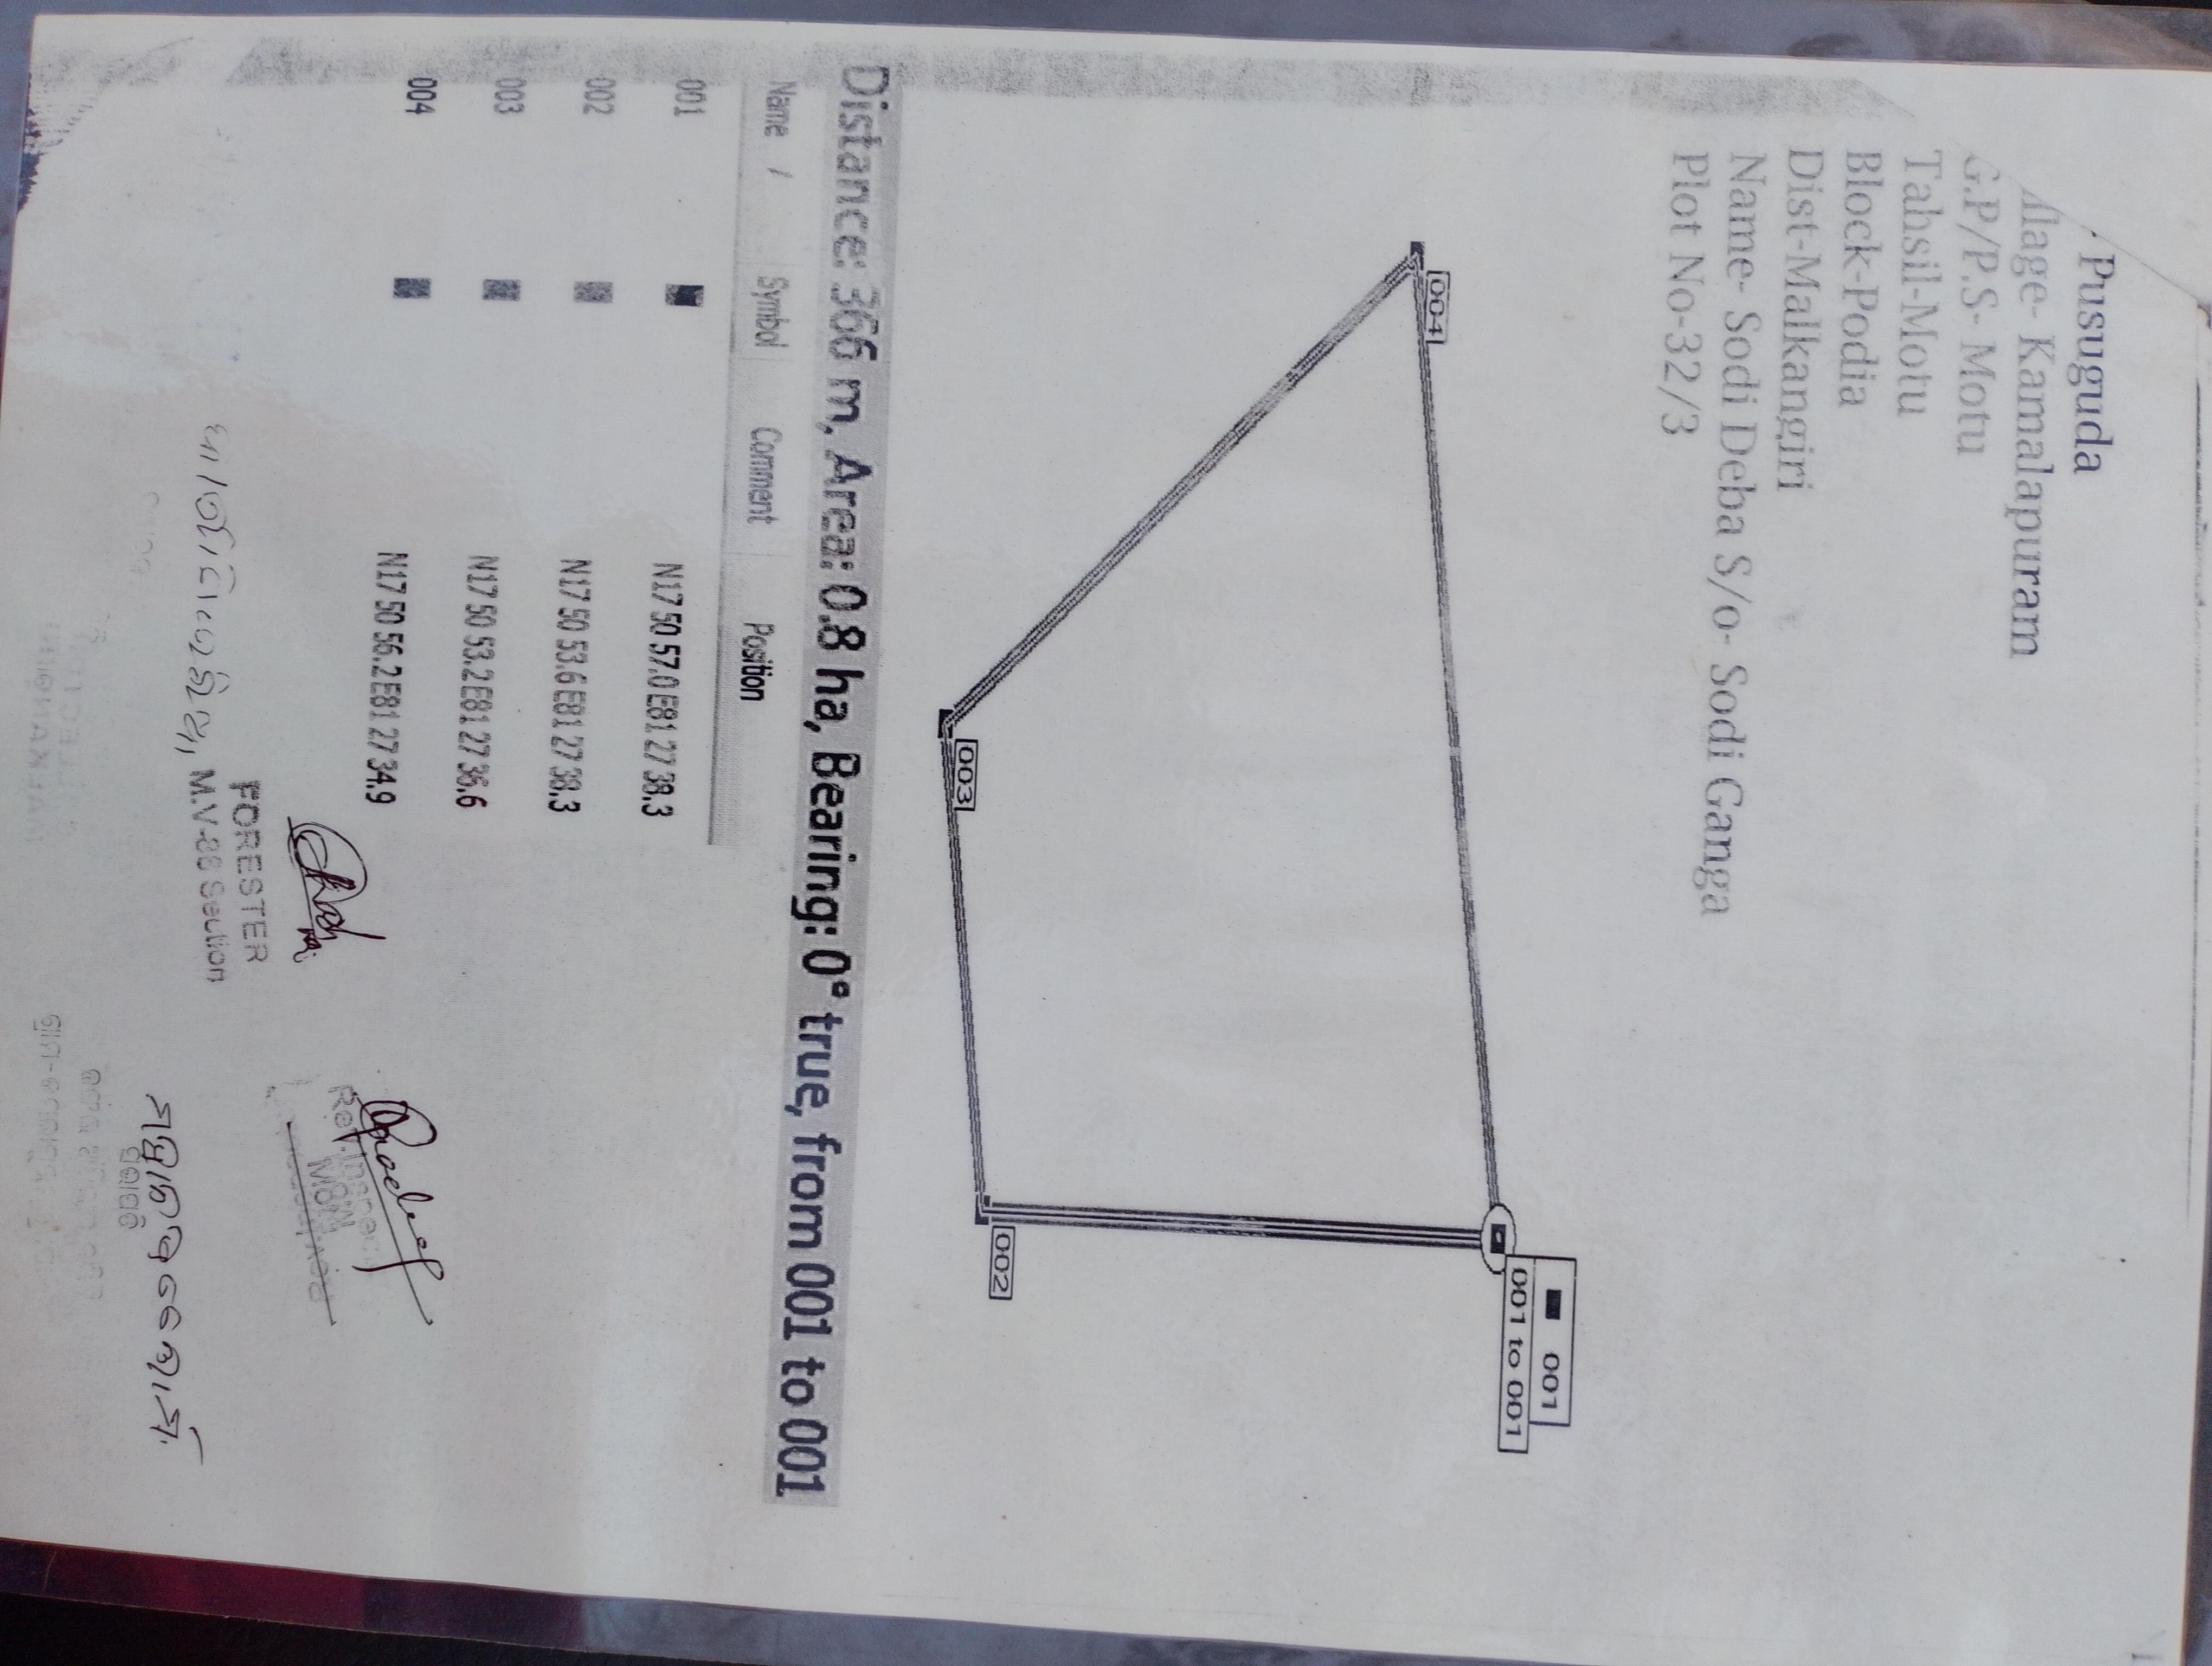 Pusuguda
illage- Kamalapuram
G.P/P.S- Motu
Tahsil-Motu
Block-Podia
Dist-Malkangiri
Name- Sodi Deba S/o- Sodi Ganga
Plot No-32/3
001
001 to 001
004
003
002
Distance: 366 m, Area: 0.8 ha, Bearing: 0° true, from 001 to 001
Name / Symbol Comment Position
001 N17 50 57.0 E81 27 38.3
002 N17 50 53.6 E81 27 38.3
003 N17 50 53.2 E81 27 36.6
004 N17 50 56.2 E81 27 34.9
FORESTER
M.V-88 Section
Motu
ସଭାପତି